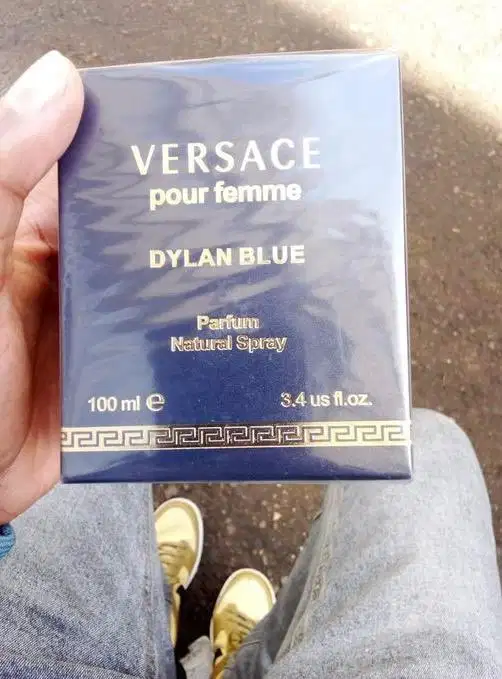 VERSACE
pour femme
DYLAN BLUE
Parfum
Natural Spray
100 ml ℮ 3.4 us fl.oz.